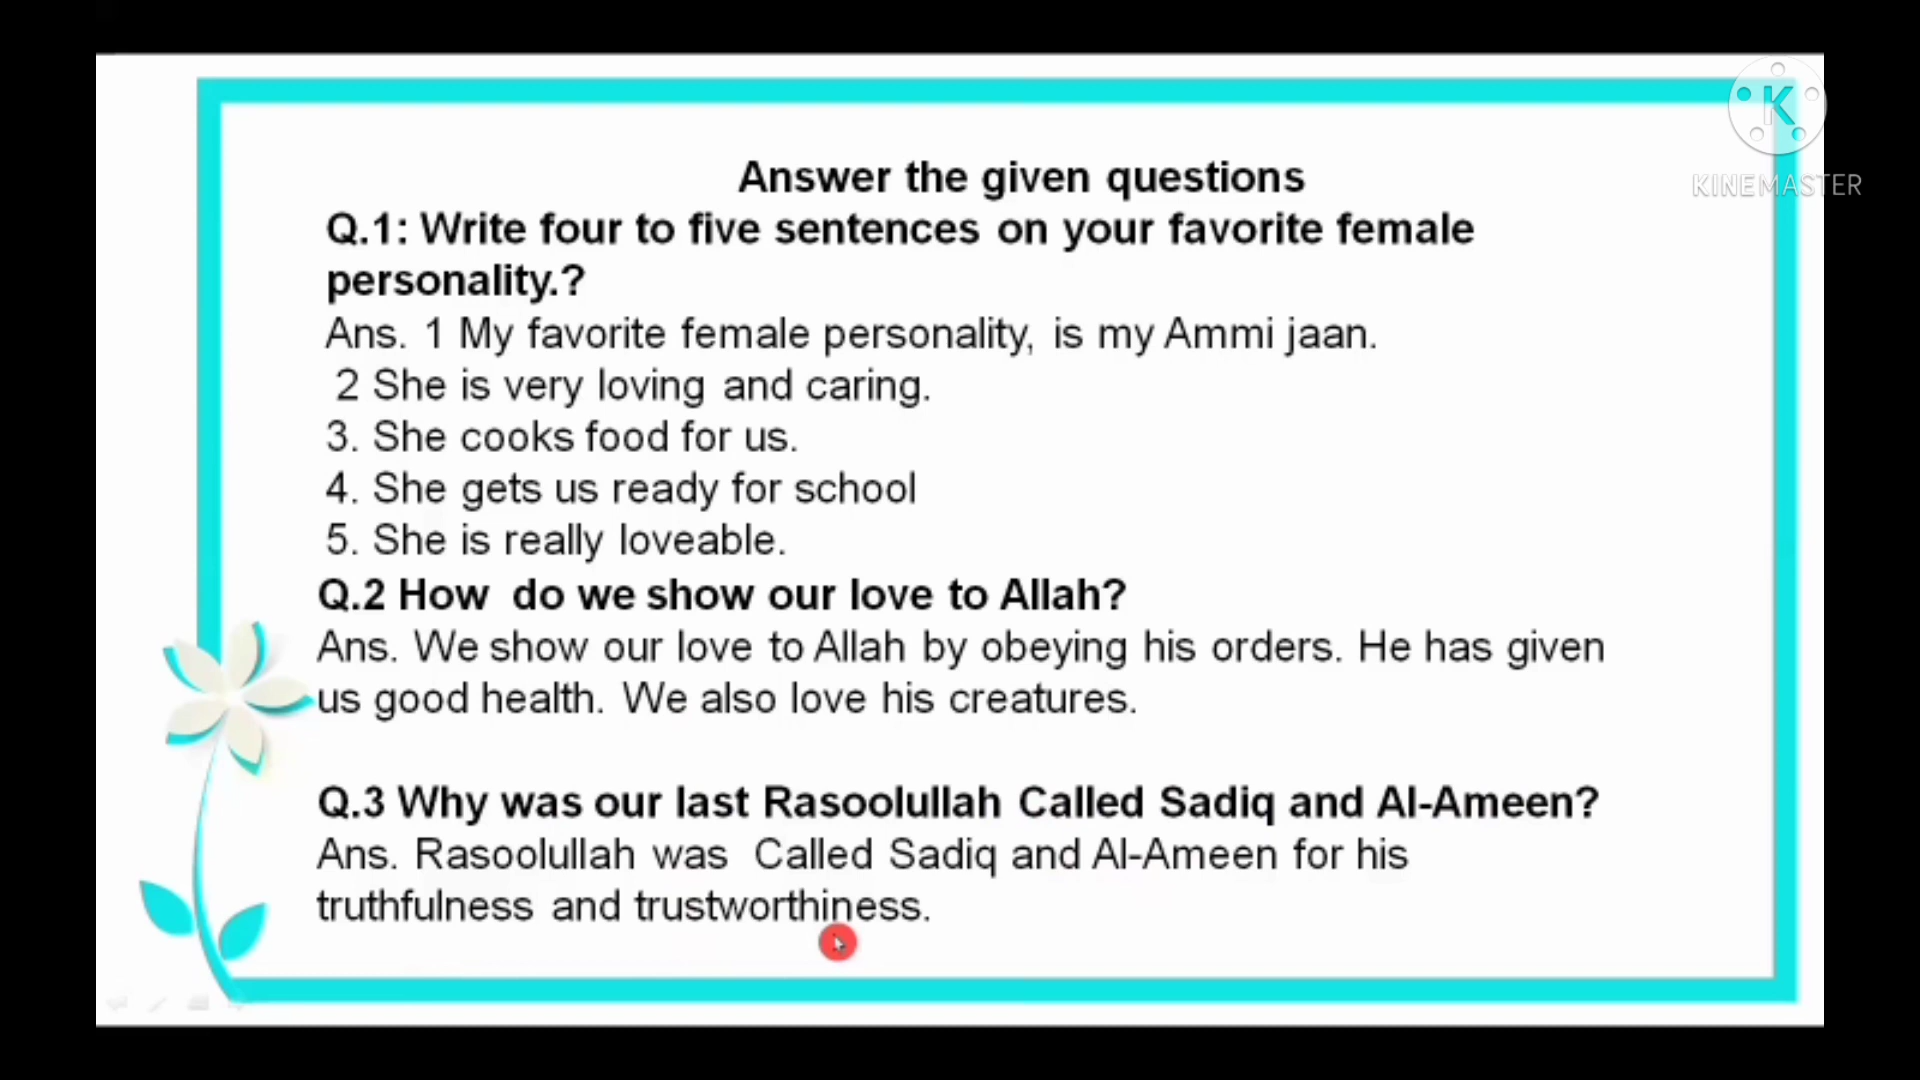 Answer the given questions
Q.1: Write four to five sentences on your favorite female
personality.?
Ans. 1 My favorite female personality, is my Ammi jaan.
2 She is very loving and caring.
3. She cooks food for us.
4. She gets us ready for school
5. She is really loveable.
Q.2 How do we show our love to Allah?
Ans. We show our love to Allah by obeying his orders. He has given
us good health. We also love his creatures.
Q.3 Why was our last Rasoolullah Called Sadiq and Al-Ameen?
Ans. Rasoolullah was Called Sadiq and Al-Ameen for his
truthfulness and trustworthiness.
K
KINEMASTER